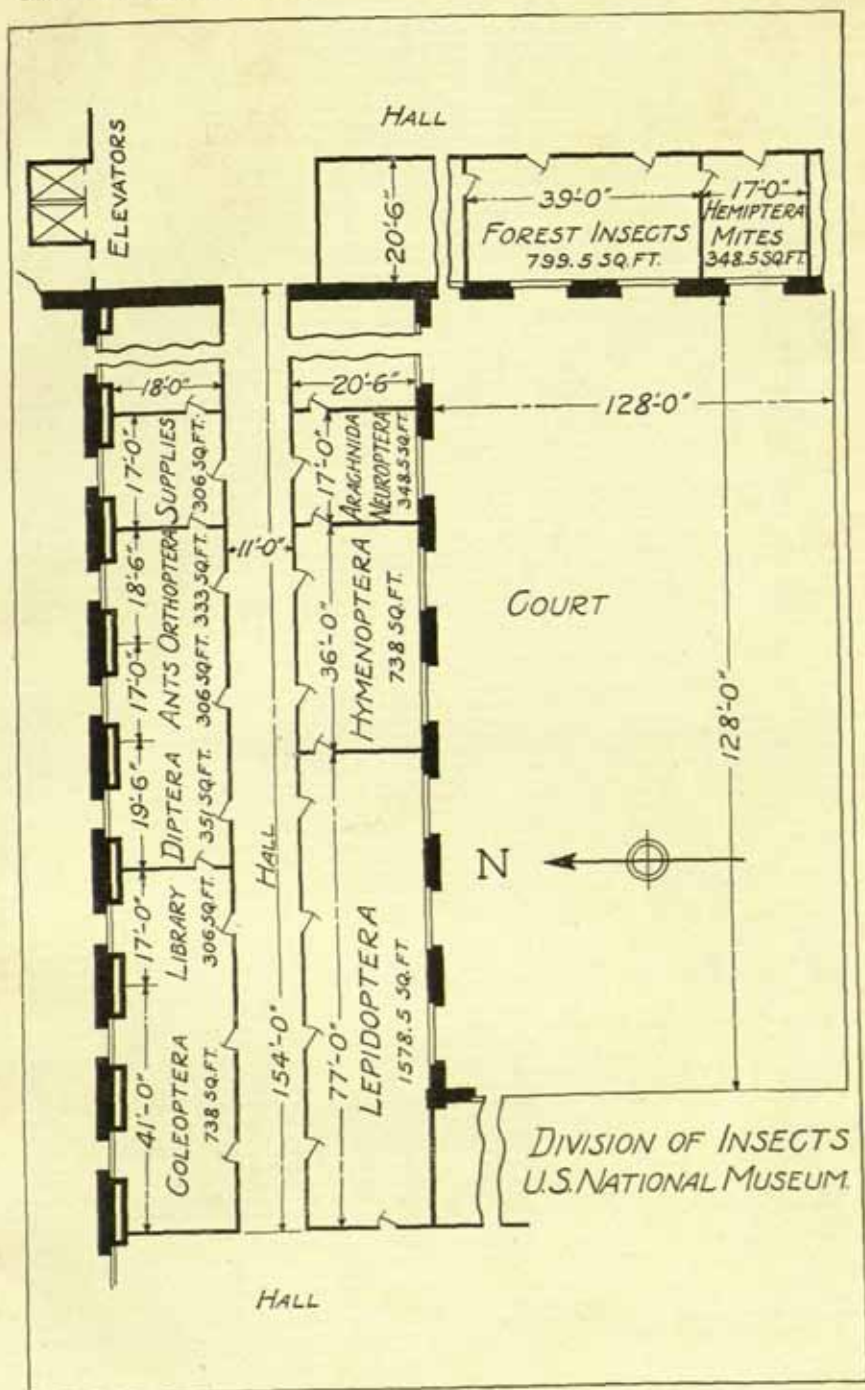 HALL
ELEVATORS
20'-6"
39'-0"
FOREST INSECTS
799.5 SQ.FT.
17'-0"
HEMIPTERA
MITES
348.5 SQ.FT.
18'-0"
20'-6"
128'-0"
17'-0"
SUPPLIES
306 SQ.FT.
17'-0"
ARACHNIDA
NEUROPTERA
348.5 SQ.FT.
11'-0"
18'-6"
ORTHOPTERA
333 SQ.FT.
17'-0"
ANTS
306 SQ.FT.
36'-0"
HYMENOPTERA
738 SQ.FT.
COURT
128'-0"
19'-6"
DIPTERA
351 SQ.FT.
HALL
N
17'-0"
LIBRARY
306 SQ.FT.
154'-0"
77'-0"
LEPIDOPTERA
1578.5 SQ.FT
41'-0"
COLEOPTERA
738 SQ.FT.
DIVISION OF INSECTS
U.S. NATIONAL MUSEUM.
HALL